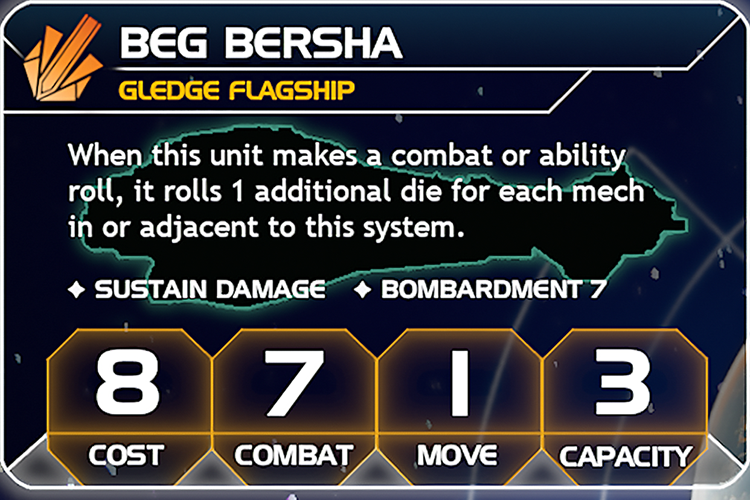 BEG BERSHA
GLEDGE FLAGSHIP
When this unit makes a combat or ability
roll, it rolls 1 additional die for each mech
in or adjacent to this system.
✦ SUSTAIN DAMAGE ✦ BOMBARDMENT 7
8 7 1 3
COST COMBAT MOVE CAPACITY